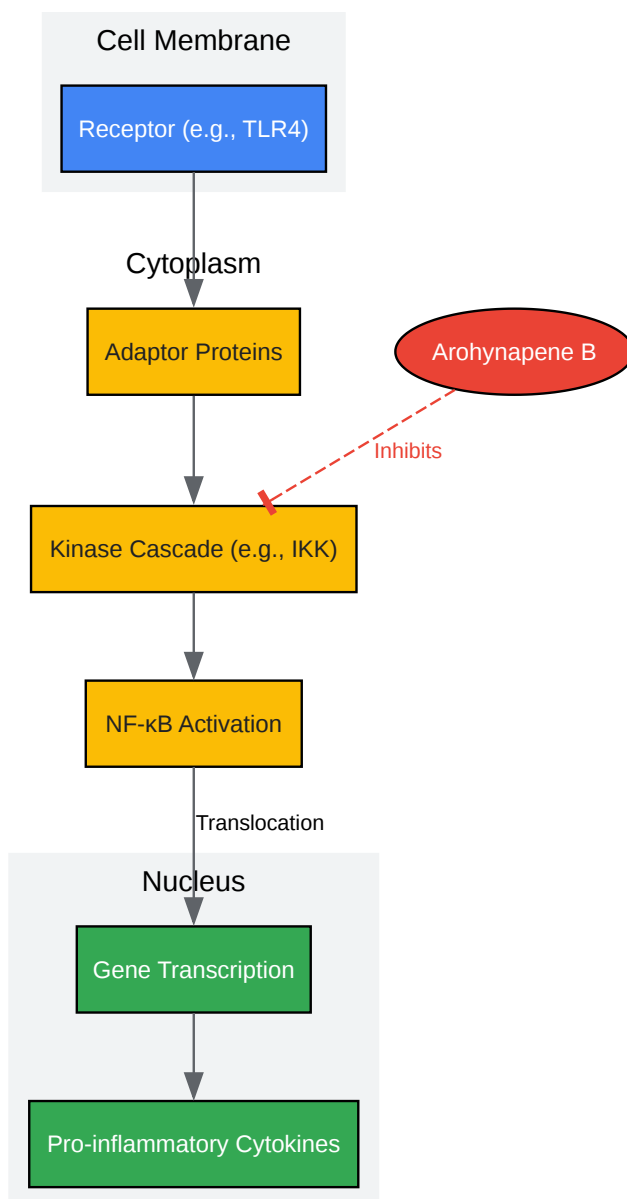 Cell Membrane
Receptor (e.g., TLR4)
Cytoplasm
Adaptor Proteins
Arohynapene B
Inhibits
Kinase Cascade (e.g., IKK)
NF-κB Activation
Translocation
Nucleus
Gene Transcription
Pro-inflammatory Cytokines